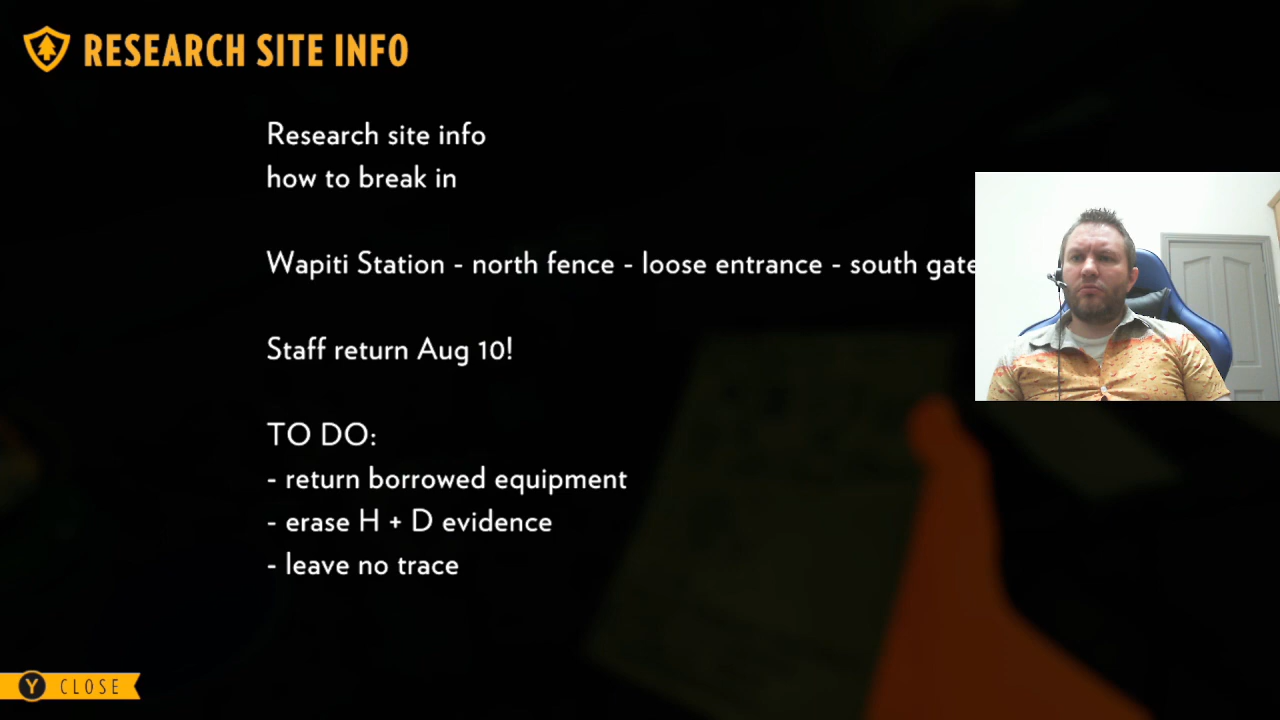 RESEARCH SITE INFO
Research site info
how to break in
Wapiti Station - north fence - loose entrance - south gate
Staff return Aug 10!
TO DO:
- return borrowed equipment
- erase H + D evidence
- leave no trace
Y CLOSE